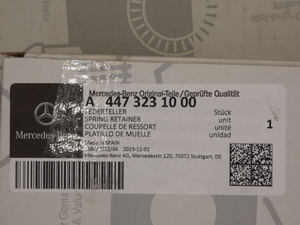 Mercedes-Benz Original-Teile/Geprüfte Qualität
A 447 323 10 00
FEDERTELLER
SPRING RETAINER
COUPELLE DE RESSORT
PLATILLO DE MUELLE
Stück
unit
unité
unidad
1
Mercedes-Benz
Made in SPAIN
2023-12-01
Mercedes-Benz AG, Mercedesstr.120, 70372 Stuttgart, DE